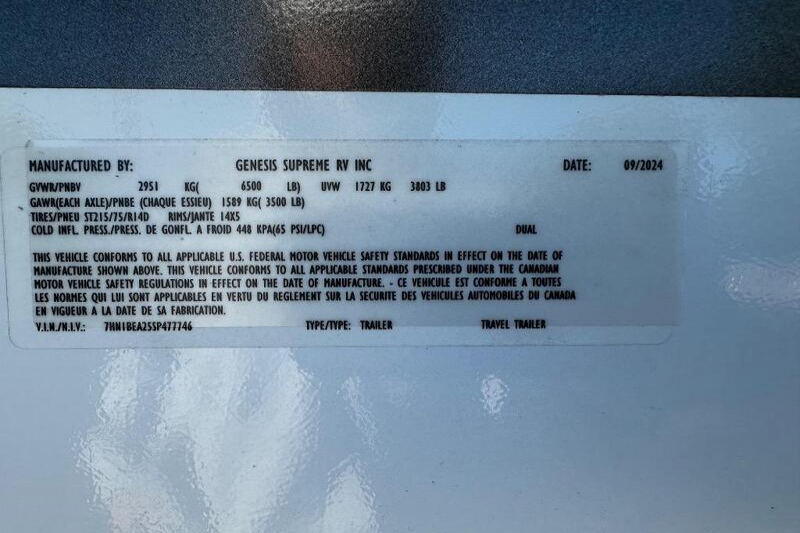 MANUFACTURED BY: GENESIS SUPREME RV INC DATE: 09/2024
GVWR/PNBV 2951 KG( 6500 LB) UVW 1727 KG 3803 LB
GAWR(EACH AXLE)/PNBE (CHAQUE ESSIEU) 1589 KG( 3500 LB)
TIRES/PNEU ST215/75/R14D RIMS/JANTE 14X5
COLD INFL. PRESS./PRESS. DE GONFL. A FROID 448 KPA(65 PSI/LPC) DUAL
THIS VEHICLE CONFORMS TO ALL APPLICABLE U.S. FEDERAL MOTOR VEHICLE SAFETY STANDARDS IN EFFECT ON THE DATE OF
MANUFACTURE SHOWN ABOVE. THIS VEHICLE CONFORMS TO ALL APPLICABLE STANDARDS PRESCRIBED UNDER THE CANADIAN
MOTOR VEHICLE SAFETY REGULATIONS IN EFFECT ON THE DATE OF MANUFACTURE. - CE VEHICULE EST CONFORME A TOUTES
LES NORMES QUI LUI SONT APPLICABLES EN VERTU DU REGLEMENT SUR LA SECURITE DES VEHICULES AUTOMOBILES DU CANADA
EN VIGUEUR A LA DATE DE SA FABRICATION.
V.I.N./N.I.V.: 7HN1BEA25SP477746 TYPE/TYPE: TRAILER TRAVEL TRAILER